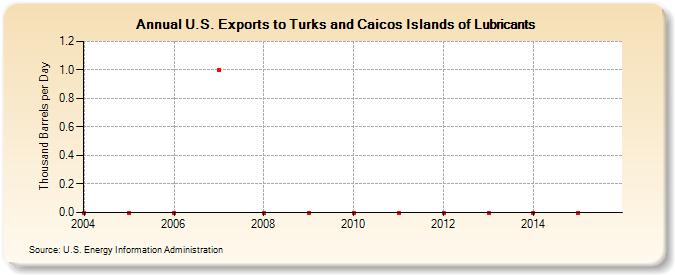 Annual U.S. Exports to Turks and Caicos Islands of Lubricants
Thousand Barrels per Day
1.2
1.0
0.8
0.6
0.4
0.2
0.0
2004 2006 2008 2010 2012 2014
Source: U.S. Energy Information Administration